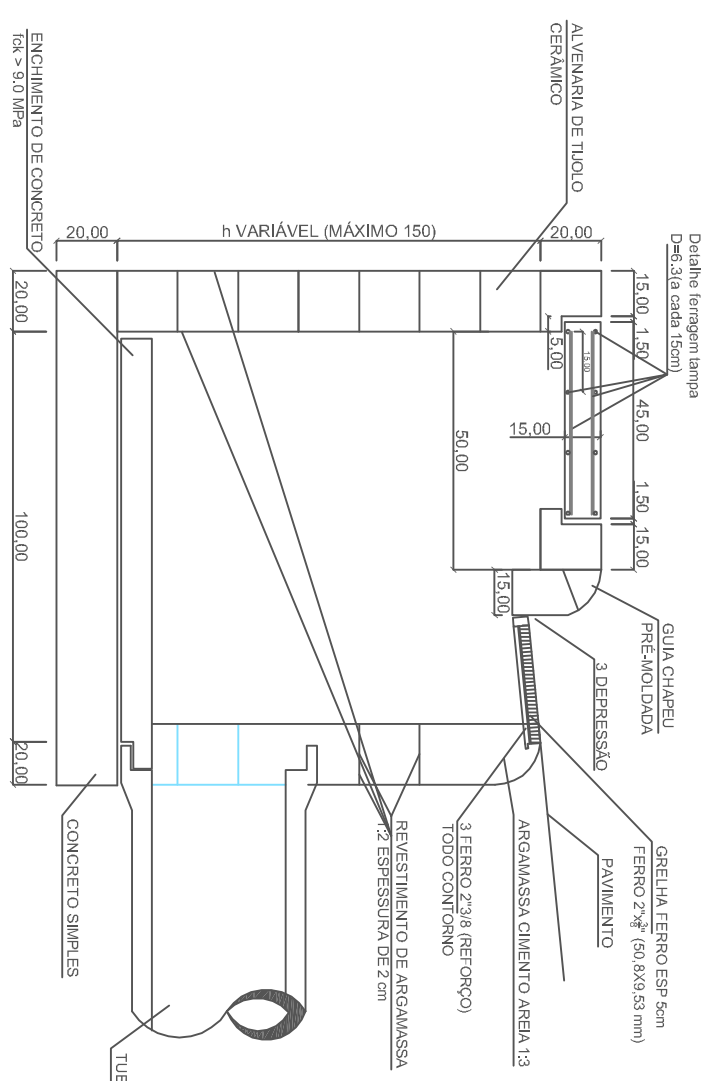 Detalhe ferragem tampa
D=6.3(a cada 15cm)
ALVENARIA DE TIJOLO
CERÂMICO
ENCHIMENTO DE CONCRETO
fck > 9.0 MPa
20,00
h VARIÁVEL (MÁXIMO 150)
20,00
15,00
1,50
45,00
1,50
15,00
5,00
15.00
15,00
50,00
15,00
20,00
100,00
20,00
GUIA CHAPEU
PRÉ-MOLDADA
3 DEPRESSÃO
GRELHA FERRO ESP 5cm
FERRO 2"x3/8" (50,8X9,53 mm)
PAVIMENTO
ARGAMASSA CIMENTO AREIA 1:3
3 FERRO 2"3/8 (REFORÇO)
TODO CONTORNO
REVESTIMENTO DE ARGAMASSA
1:2 ESPESSURA DE 2 cm
CONCRETO SIMPLES